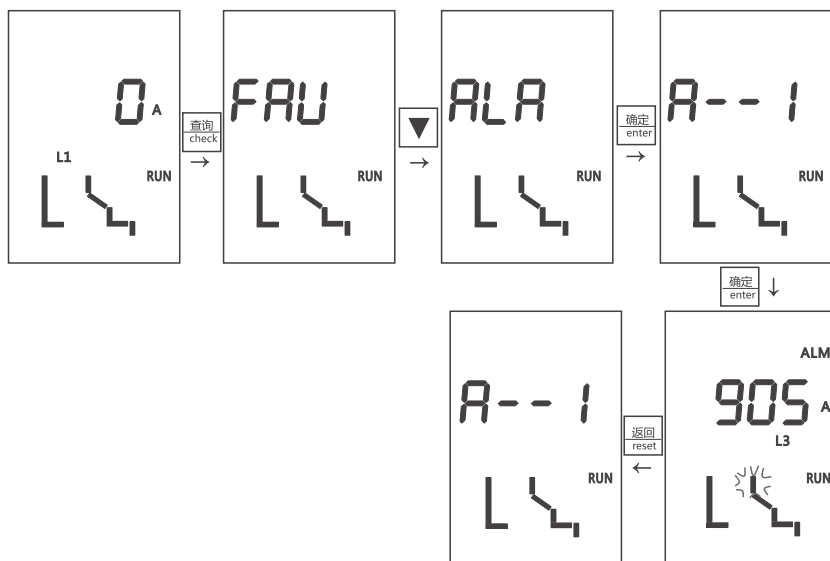 0 A
L1
RUN
查询
check
→
FAU
RUN
▼
→
ALA
RUN
确定
enter
→
A--1
RUN
确定
enter ↓
ALM
905 A
L3
RUN
返回
reset
←
A--1
RUN